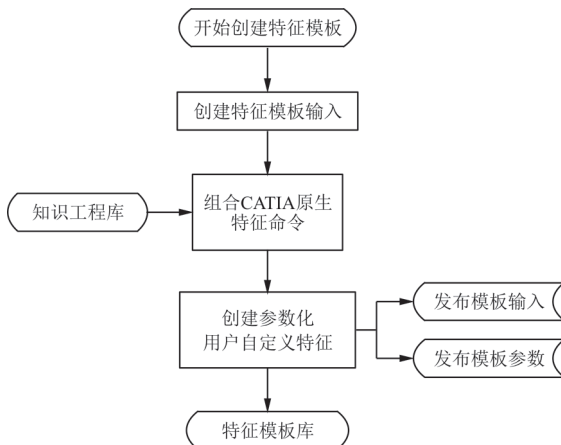 开始创建特征模板
创建特征模板输入
知识工程库
组合CATIA原生
特征命令
创建参数化
用户自定义特征
发布模板输入
发布模板参数
特征模板库